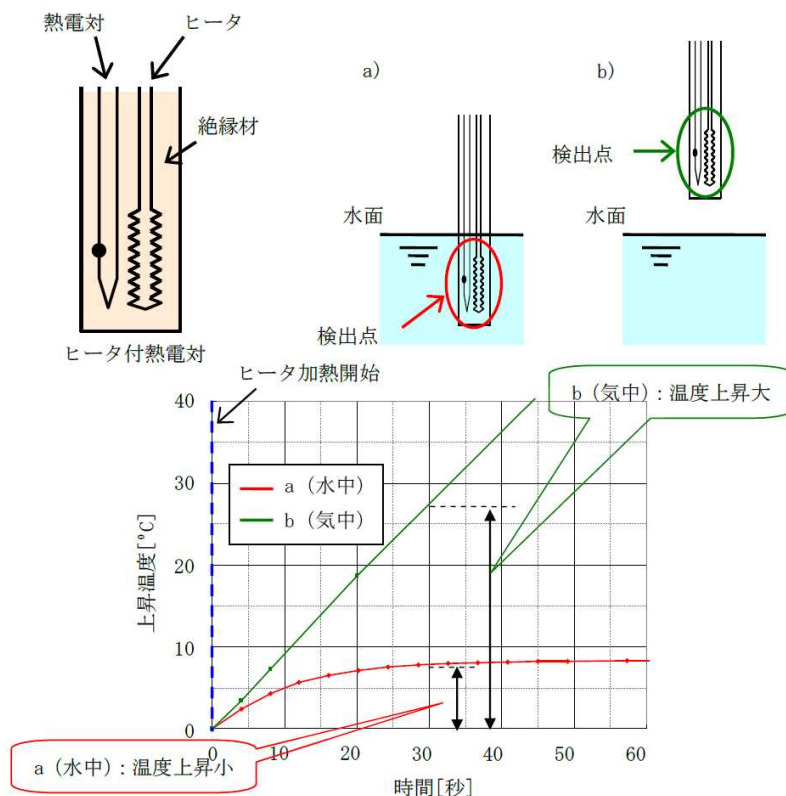 熱電対
ヒータ
絶縁材
ヒータ付熱電対
a)
水面
検出点
b)
検出点
水面
ヒータ加熱開始
b（気中）：温度上昇大
a（水中）
b（気中）
上昇温度[℃]
40
30
20
10
0
0 10 20 30 40 50 60
a（水中）：温度上昇小
時間[秒]